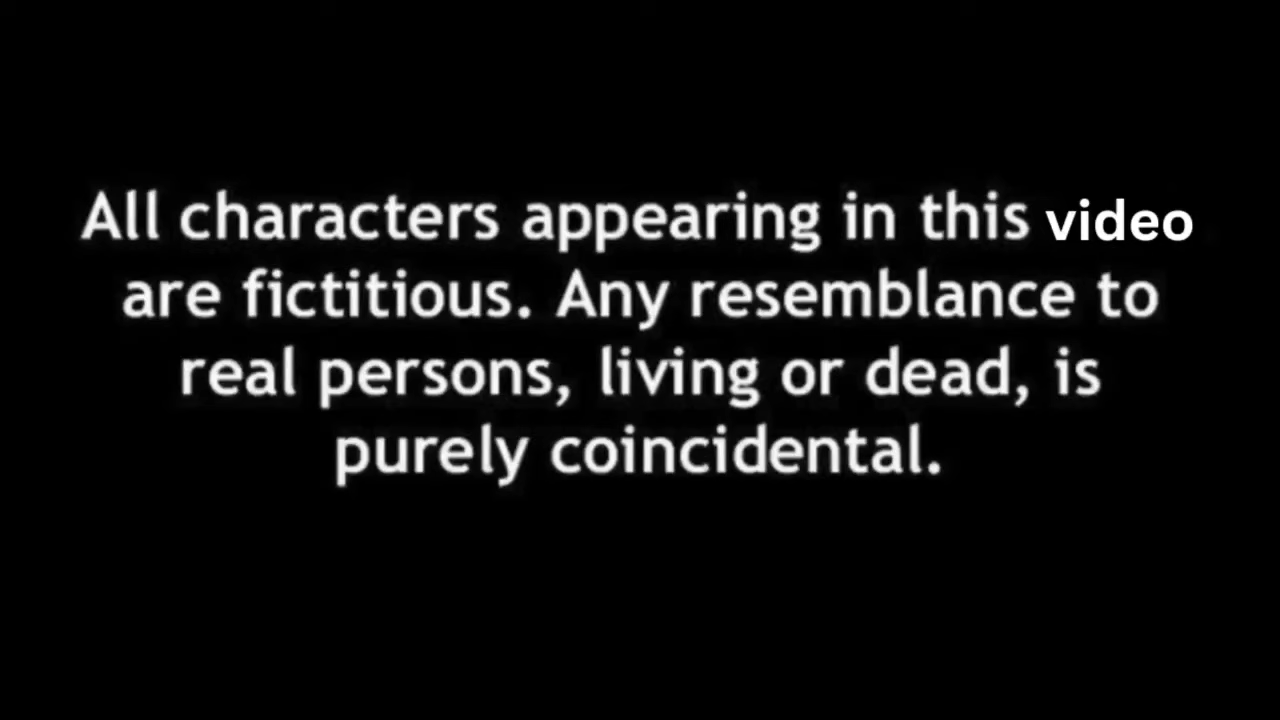 All characters appearing in this video
are fictitious. Any resemblance to
real persons, living or dead, is
purely coincidental.